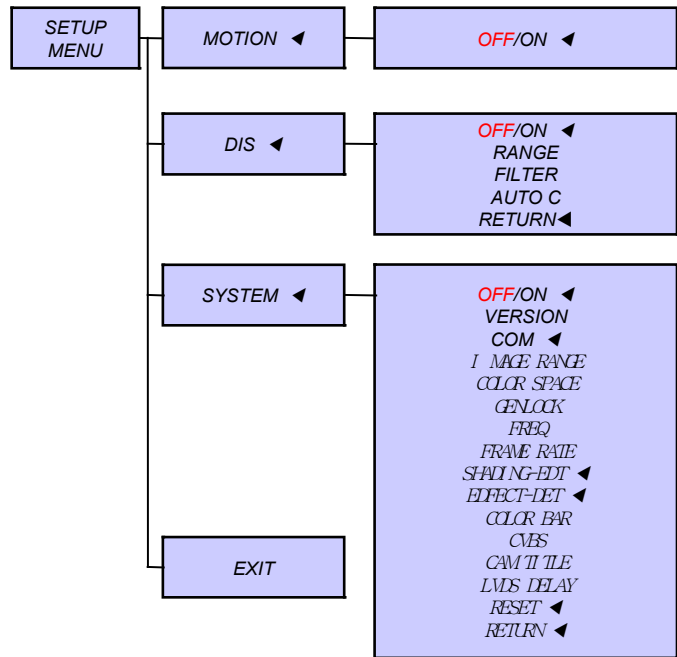 SETUP
MENU
MOTION ◄
OFF/ON ◄
DIS ◄
OFF/ON ◄
RANGE
FILTER
AUTO C
RETURN◄
SYSTEM ◄
OFF/ON ◄
VERSION
COM ◄
I MAGE RANGE
COLOR SPACE
GENLOCK
FREQ
FRAME RATE
SHADING-EDT ◄
EDFECT-DET ◄
COLOR BAR
CVBS
CAM TI TLE
LVDS DELAY
RESET ◄
RETURN ◄
EXIT